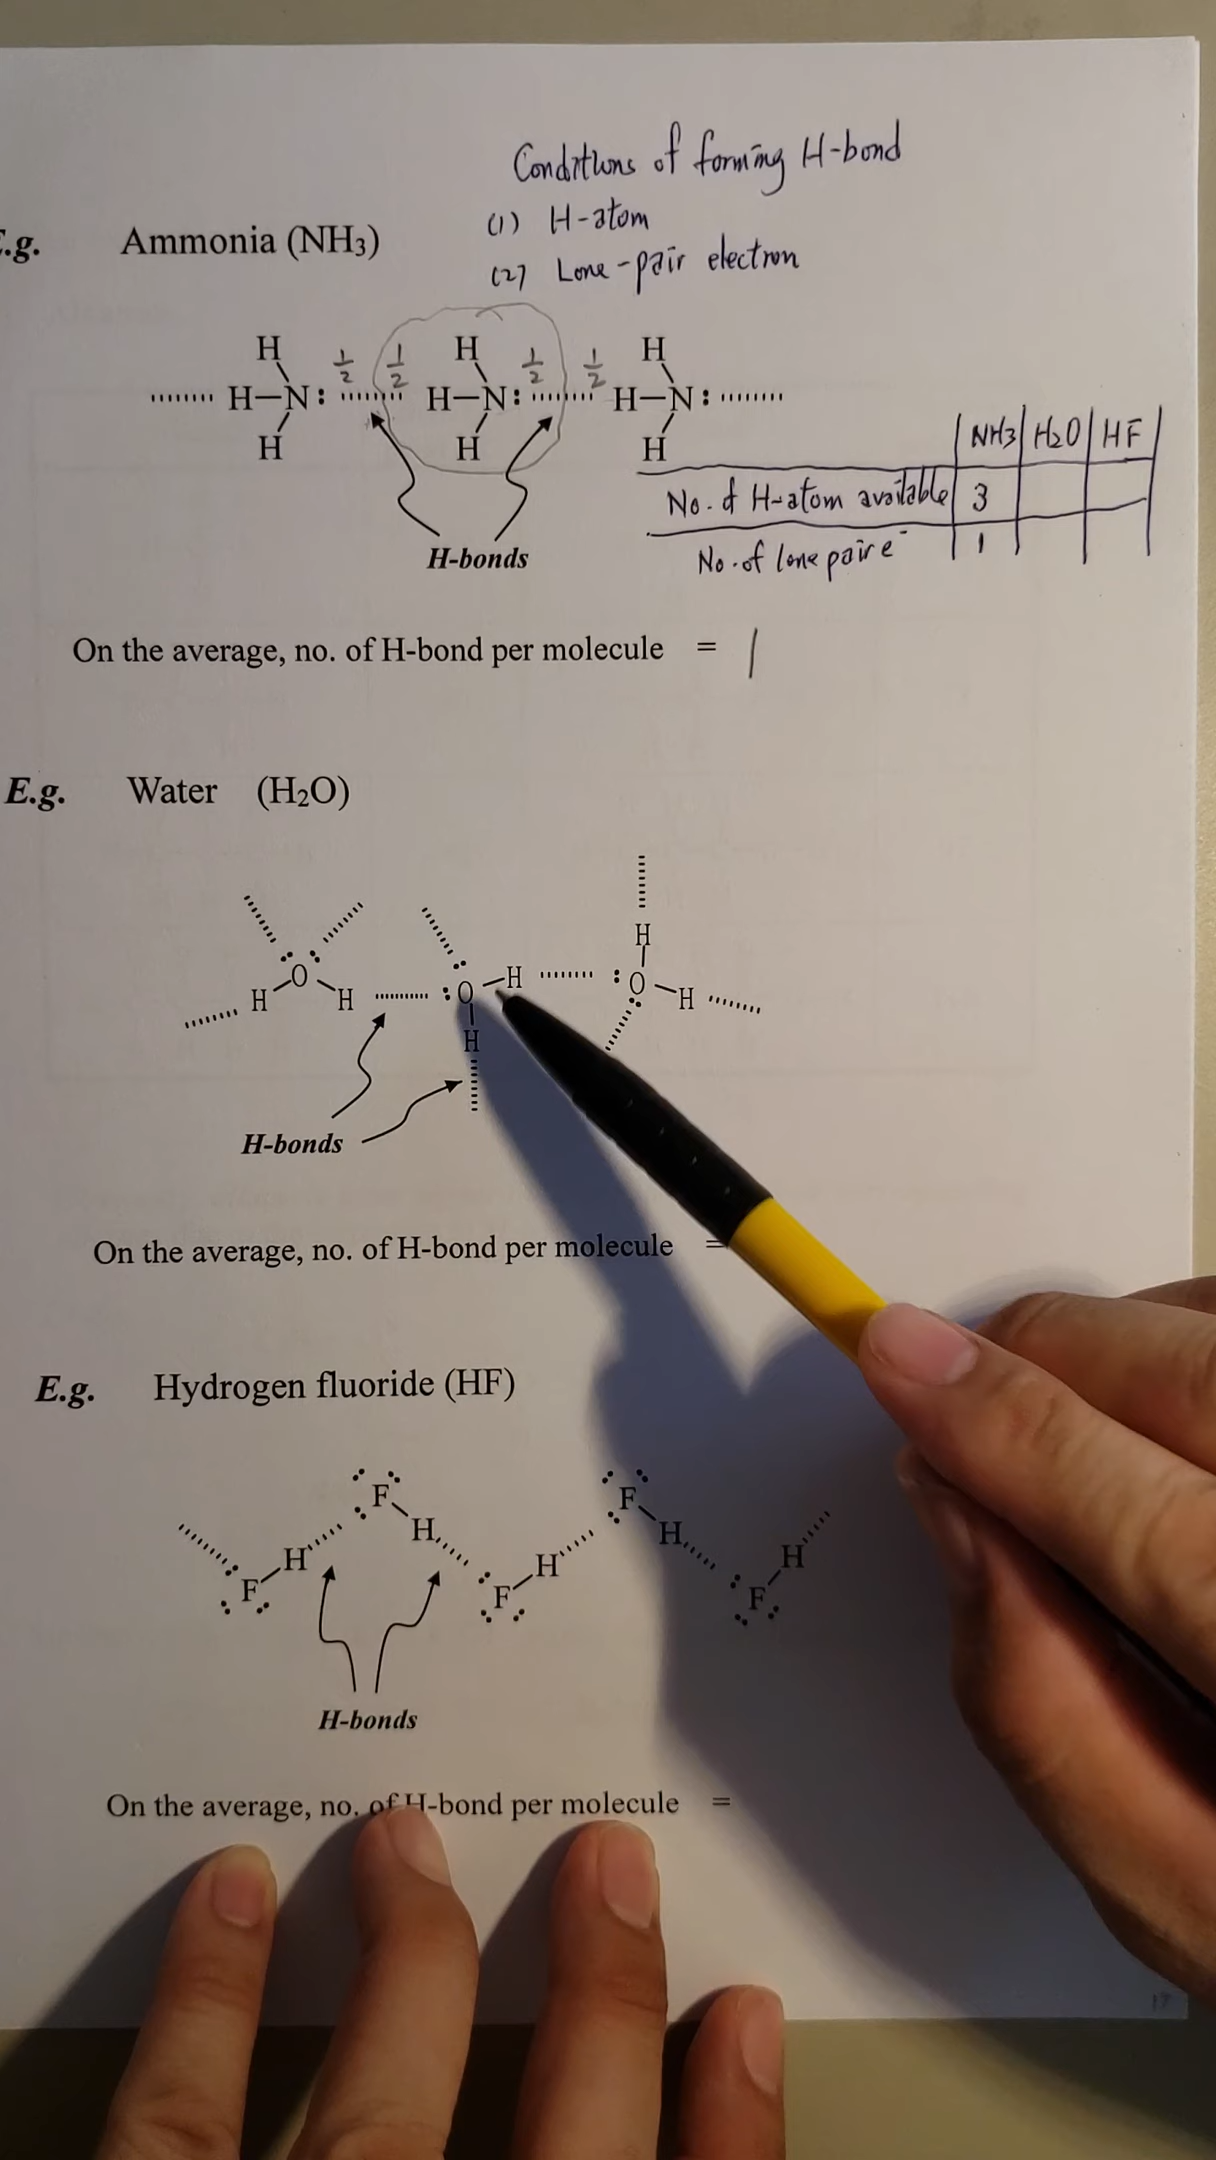 Conditions of forming H-bond
(1) H-atom
(2) Lone-pair electron
E.g. Ammonia (NH₃)
H H H
½ ½ ½ ½
H–N: H–N: H–N:
H H H
H-bonds
NH₃ H₂O HF
No. of H-atom available 3
No. of lone pair e⁻ 1
On the average, no. of H-bond per molecule = 1
E.g. Water (H₂O)
H
O H O
H H O H
H
H-bonds
On the average, no. of H-bond per molecule =
E.g. Hydrogen fluoride (HF)
F F
H H
H H H
F F F
H-bonds
On the average, no. of H-bond per molecule =